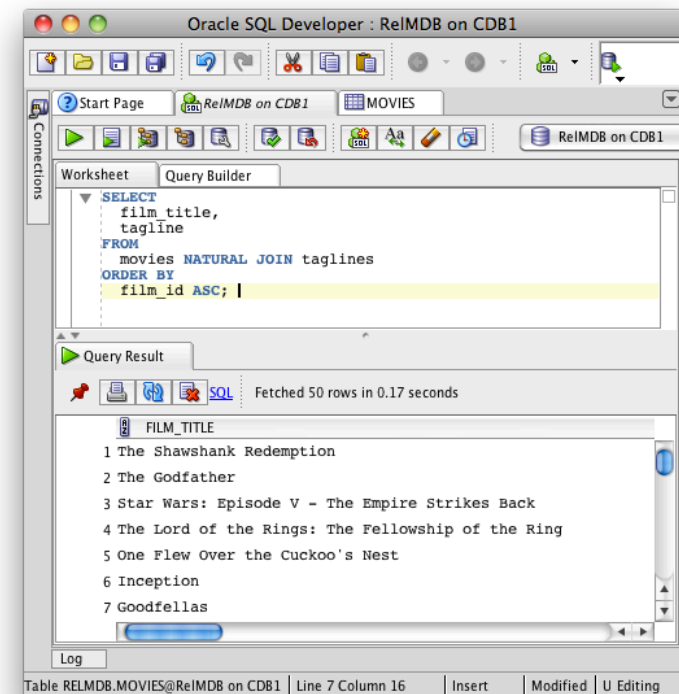 Oracle SQL Developer : RelMDB on CDB1
SQL
Start Page
SQL
RelMDB on CDB1
MOVIES
Connections
SQL
Aa
RelMDB on CDB1
Worksheet
Query Builder
SELECT
film_title,
tagline
FROM
movies NATURAL JOIN taglines
ORDER BY
film_id ASC;
Query Result
SQL
Fetched 50 rows in 0.17 seconds
A
Z
FILM_TITLE
1 The Shawshank Redemption
2 The Godfather
3 Star Wars: Episode V - The Empire Strikes Back
4 The Lord of the Rings: The Fellowship of the Ring
5 One Flew Over the Cuckoo's Nest
6 Inception
7 Goodfellas
Log
Table RELMDB.MOVIES@RelMDB on CDB1 | Line 7 Column 16 | Insert | Modified | U Editing